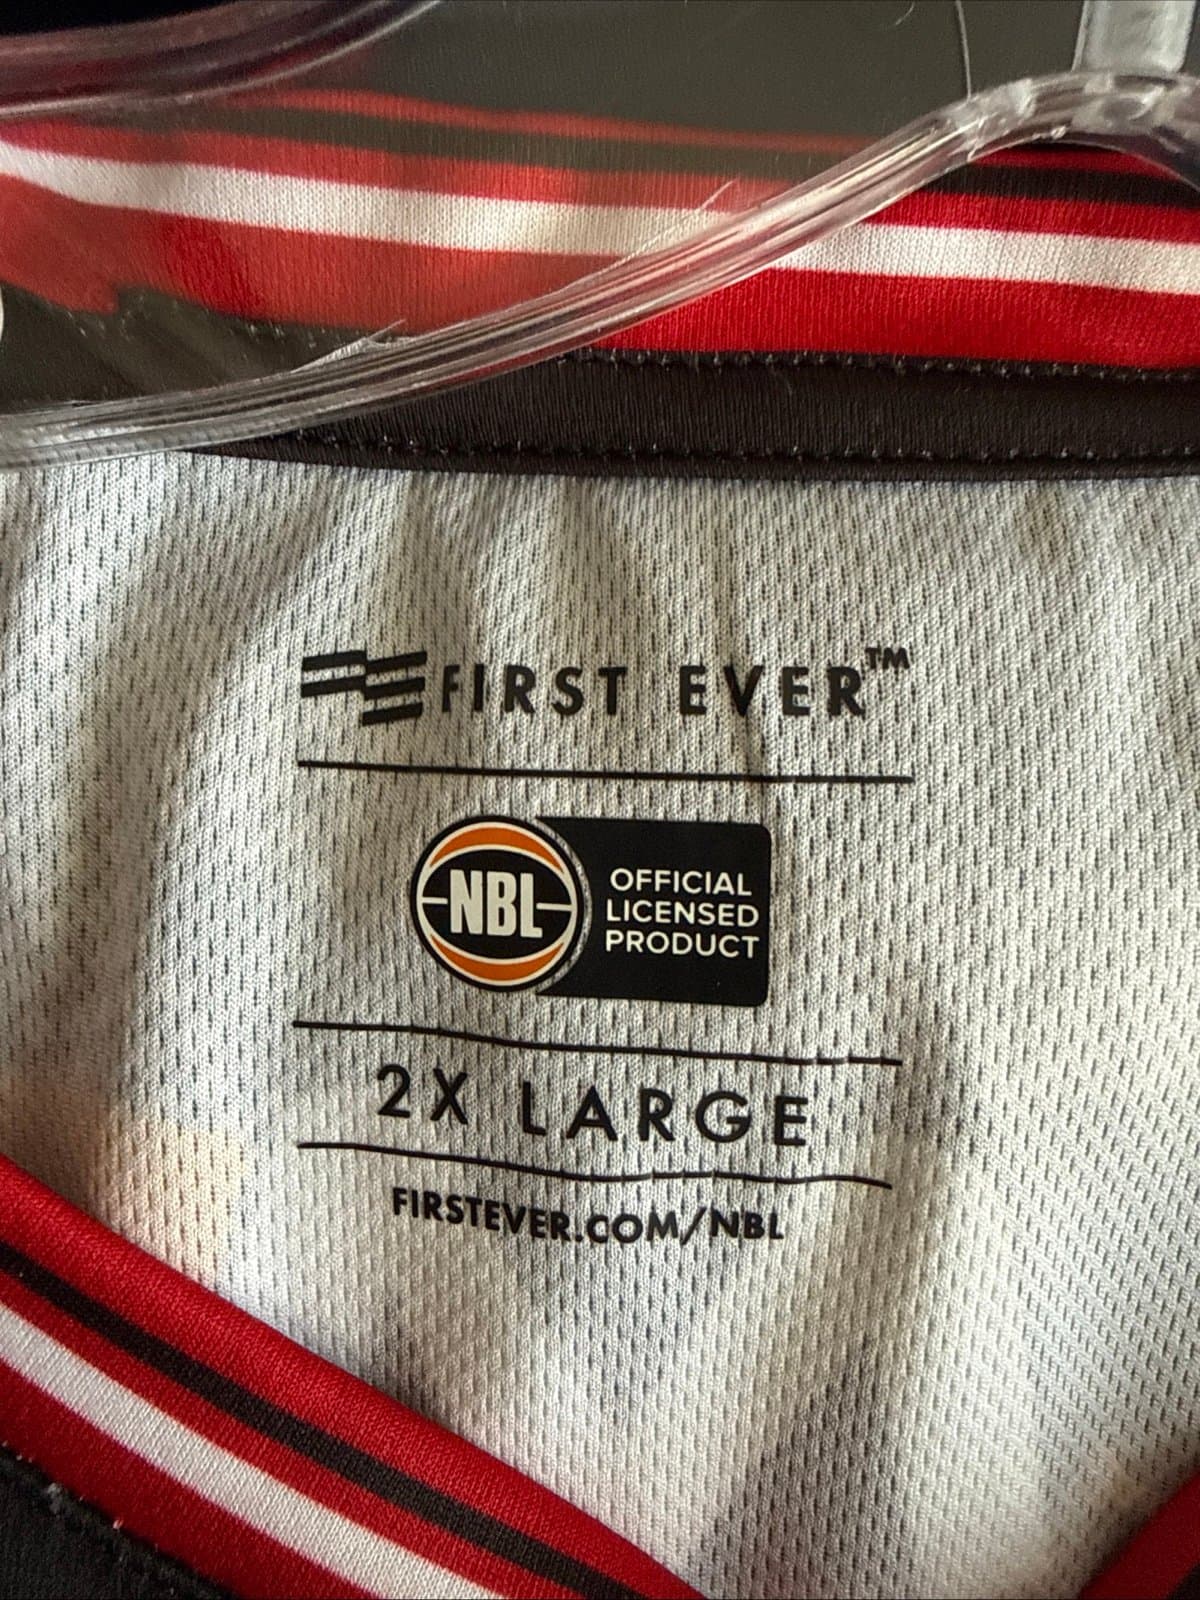 FIRST EVER™
NBL
OFFICIAL
LICENSED
PRODUCT
2X LARGE
FIRSTEVER.COM/NBL